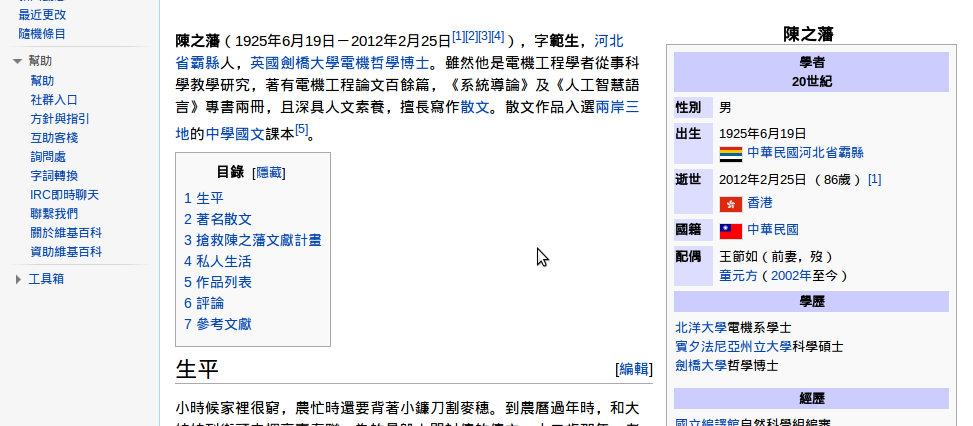 最近更改
隨機條目
幫助
幫助
社群入口
方針與指引
互助客棧
詢問處
字詞轉換
IRC即時聊天
聯繫我們
關於維基百科
資助維基百科
工具箱
陳之藩（1925年6月19日－2012年2月25日[1][2][3][4]），字範生，河北
省霸縣人，英國劍橋大學電機哲學博士。雖然他是電機工程學者從事科
學教學研究，著有電機工程論文百餘篇，《系統導論》及《人工智慧語
言》專書兩冊，且深具人文素養，擅長寫作散文。散文作品入選兩岸三
地的中學國文課本[5]。
目錄 [隱藏]
1 生平
2 著名散文
3 搶救陳之藩文獻計畫
4 私人生活
5 作品列表
6 評論
7 參考文獻
生平
[編輯]
小時候家裡很窮，農忙時還要背著小鐮刀割麥穗。到農曆過年時，和大
陳之藩
學者
20世紀
性別 男
出生 1925年6月19日
中華民國河北省霸縣
逝世 2012年2月25日（86歲）[1]
香港
國籍 中華民國
配偶 王節如（前妻，歿）
童元方（2002年至今）
學歷
北洋大學電機系學士
賓夕法尼亞州立大學科學碩士
劍橋大學哲學博士
經歷
國立編譯館自然科學組編審